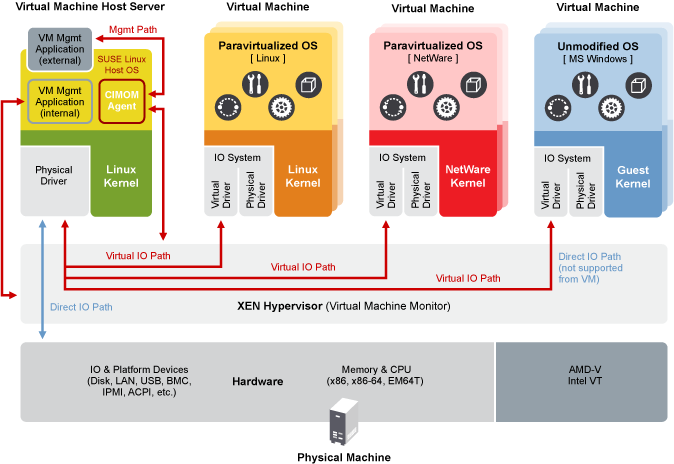 Virtual Machine Host Server
Virtual Machine
Virtual Machine
Virtual Machine
VM Mgmt
Application
(external)
Mgmt Path
SUSE Linux
Host OS
VM Mgmt
Application
(internal)
CIMOM
Agent
Physical
Driver
Linux
Kernel
Paravirtualized OS
[ Linux ]
IO System
Virtual
Driver
Physical
Driver
Linux
Kernel
Paravirtualized OS
[ NetWare ]
IO System
Virtual
Driver
Physical
Driver
NetWare
Kernel
Unmodified OS
[ MS Windows ]
IO System
Virtual
Driver
Physical
Driver
Guest
Kernel
Virtual IO Path
Virtual IO Path
Virtual IO Path
Direct IO Path
(not supported
from VM)
Direct IO Path
XEN Hypervisor (Virtual Machine Monitor)
IO & Platform Devices
(Disk, LAN, USB, BMC,
IPMI, ACPI, etc.)
Hardware
Memory & CPU
(x86, x86-64, EM64T)
AMD-V
Intel VT
Physical Machine